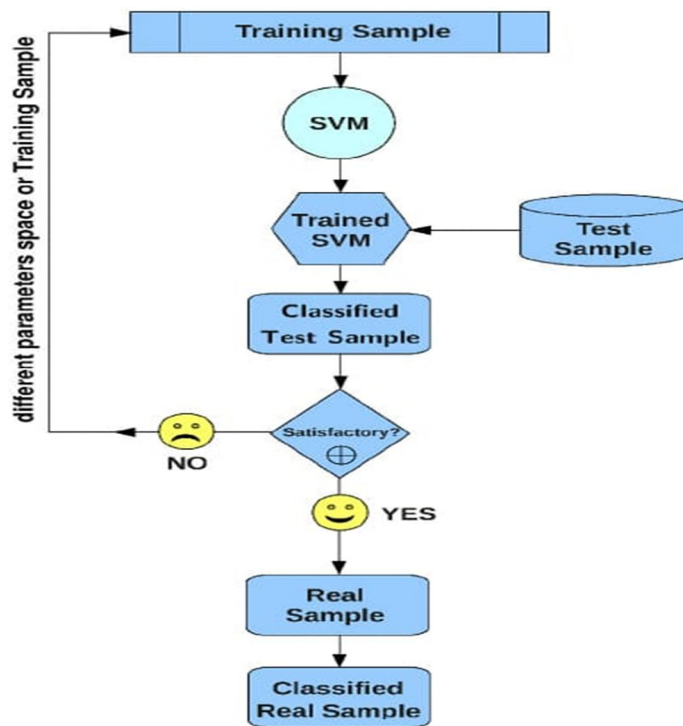 Training Sample
SVM
Trained
SVM
Test
Sample
Classified
Test Sample
Satisfactory?
NO
YES
different parameters space or Training Sample
Real
Sample
Classified
Real Sample